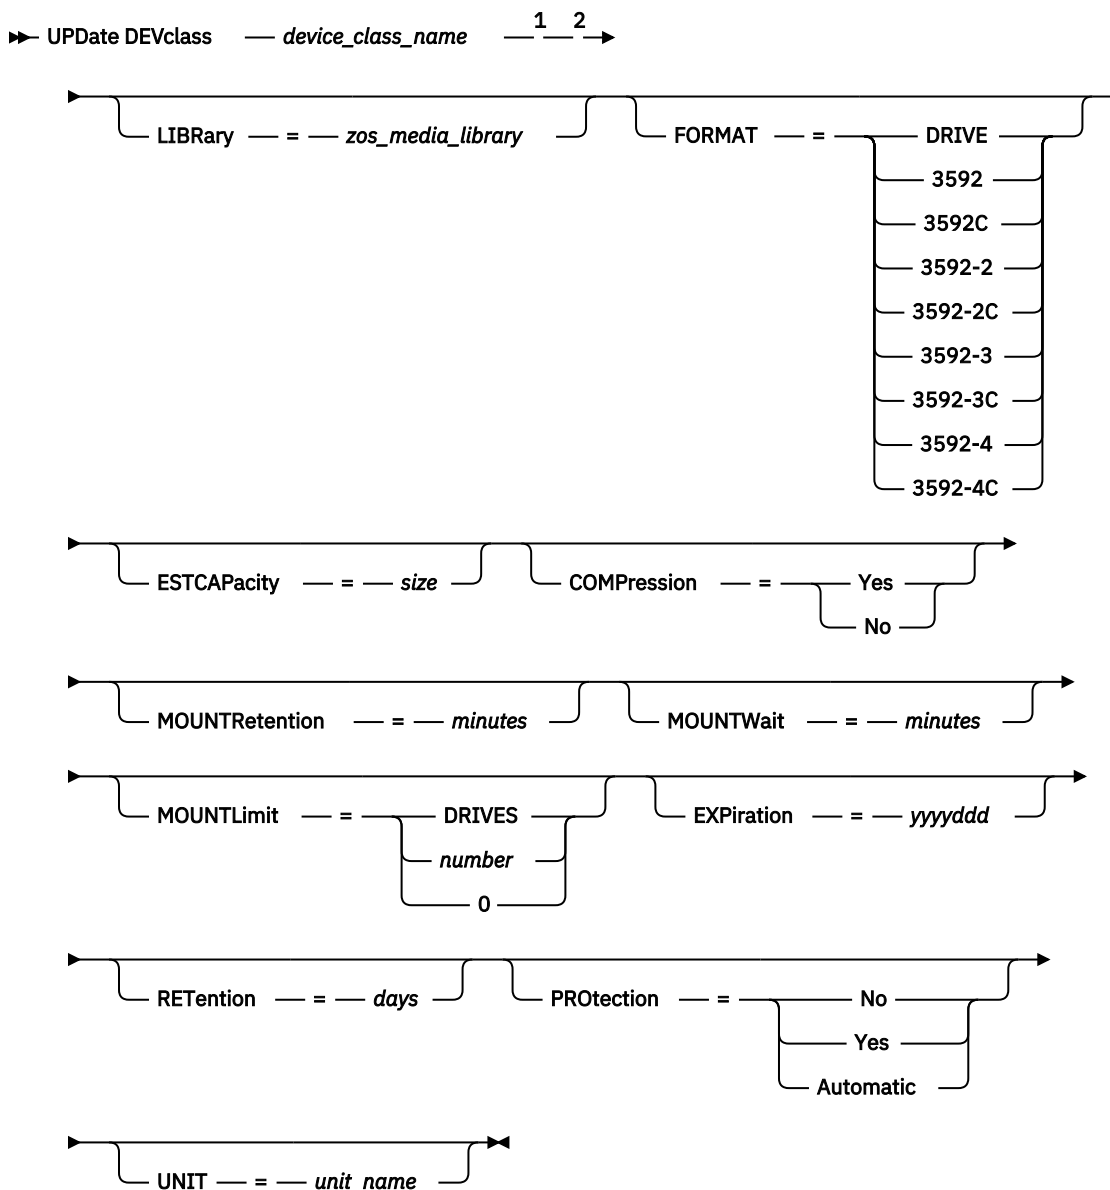 1 2
UPDate DEVclass device_class_name
LIBRary = zos_media_library FORMAT = DRIVE
3592
3592C
3592-2
3592-2C
3592-3
3592-3C
3592-4
3592-4C
ESTCAPacity = size COMPression = Yes
No
MOUNTRetention = minutes MOUNTWait = minutes
MOUNTLimit = DRIVES EXPiration = yyyyddd
number
0
RETention = days PROtection = No
Yes
Automatic
UNIT = unit_name